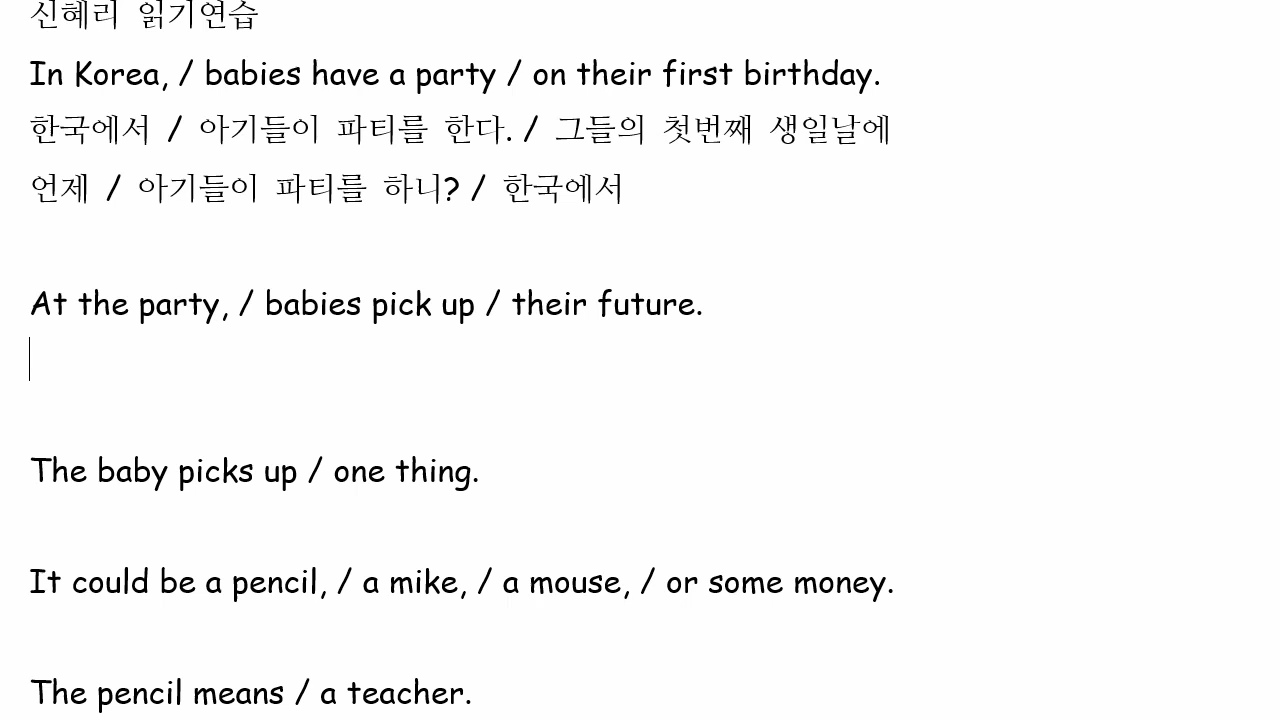 신혜리 읽기연습
In Korea, / babies have a party / on their first birthday.
한국에서 / 아기들이 파티를 한다. / 그들의 첫번째 생일날에
언제 / 아기들이 파티를 하니? / 한국에서
At the party, / babies pick up / their future.
The baby picks up / one thing.
It could be a pencil, / a mike, / a mouse, / or some money.
The pencil means / a teacher.